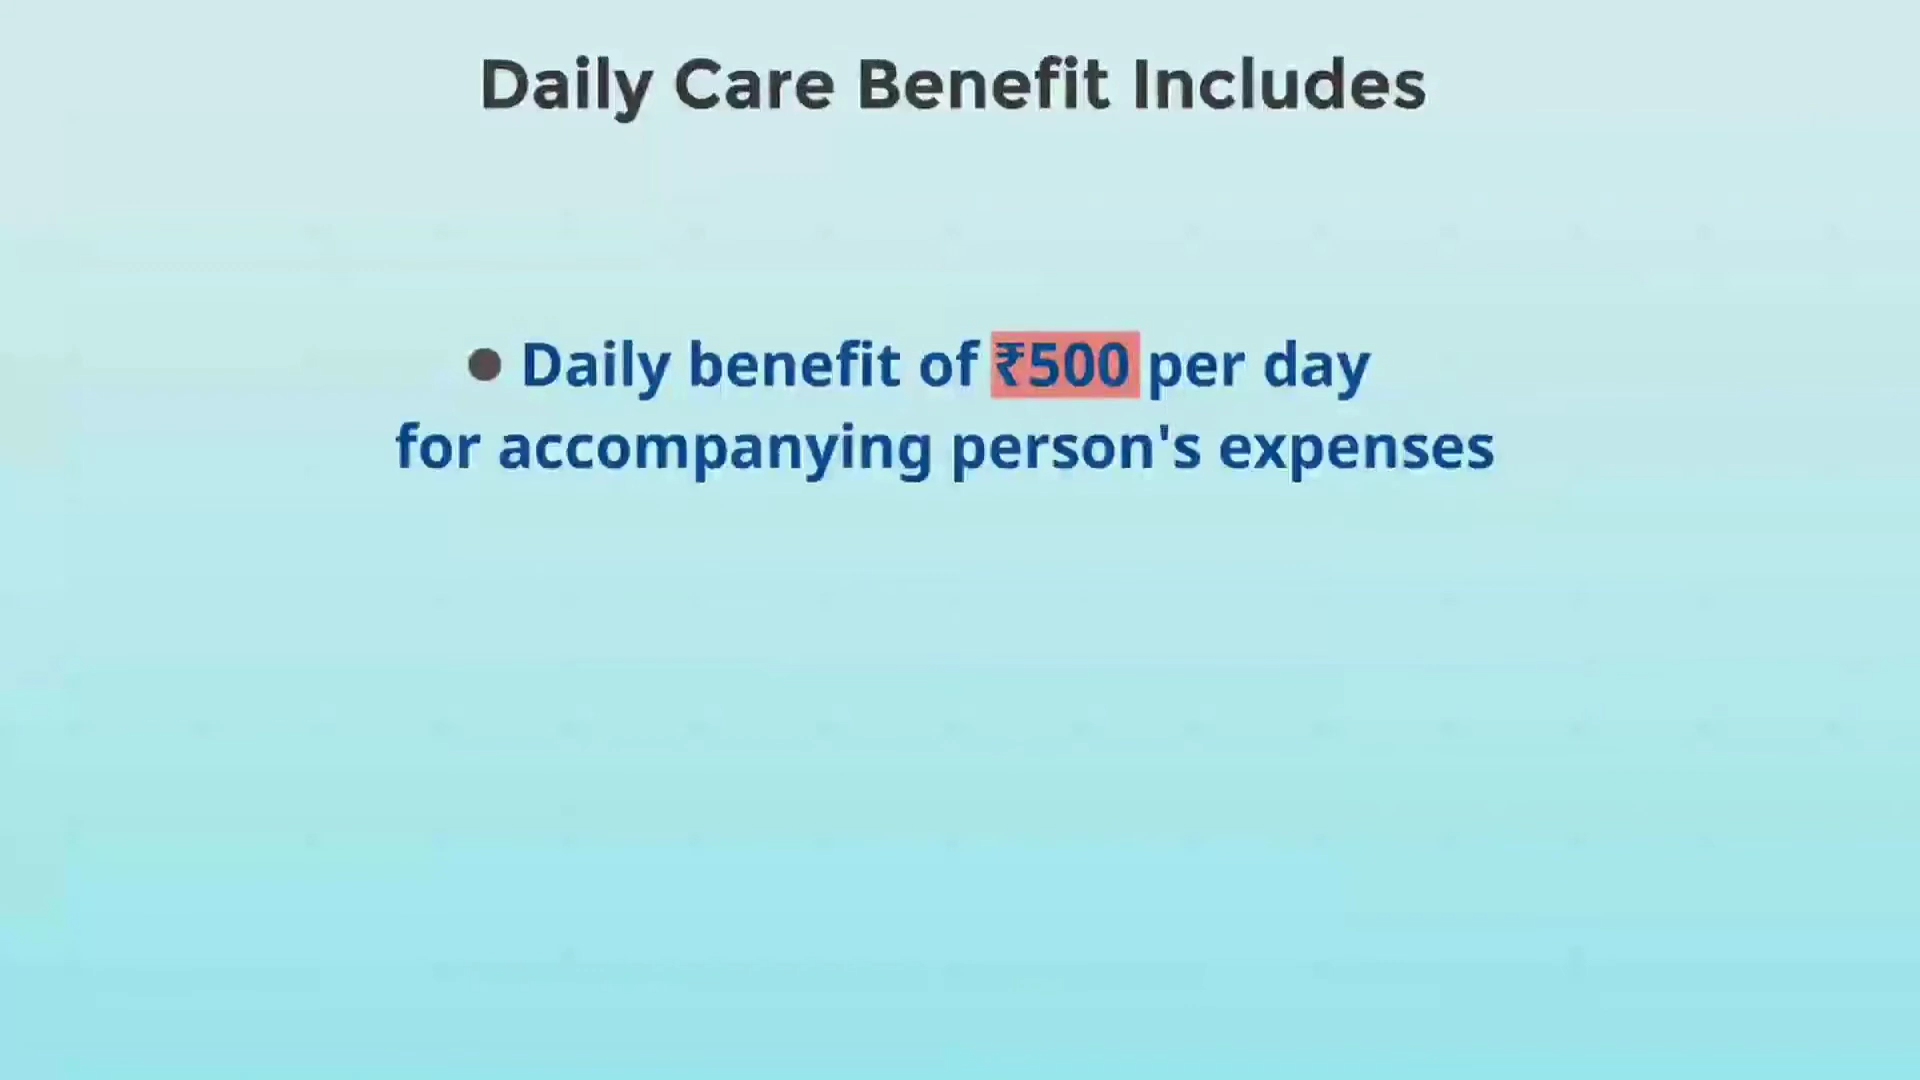 Daily Care Benefit Includes
● Daily benefit of ₹500 per day
for accompanying person's expenses